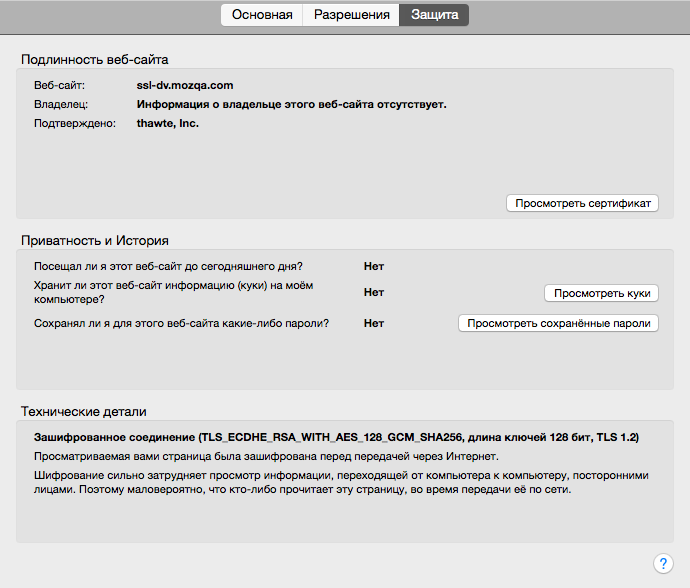 Основная Разрешения Защита
Подлинность веб-сайта
Веб-сайт: ssl-dv.mozqa.com
Владелец: Информация о владельце этого веб-сайта отсутствует.
Подтверждено: thawte, Inc.
Просмотреть сертификат
Приватность и История
Посещал ли я этот веб-сайт до сегодняшнего дня? Нет
Хранит ли этот веб-сайт информацию (куки) на моём
компьютере? Нет Просмотреть куки
Сохранял ли я для этого веб-сайта какие-либо пароли? Нет Просмотреть сохранённые пароли
Технические детали
Зашифрованное соединение (TLS_ECDHE_RSA_WITH_AES_128_GCM_SHA256, длина ключей 128 бит, TLS 1.2)
Просматриваемая вами страница была зашифрована перед передачей через Интернет.
Шифрование сильно затрудняет просмотр информации, переходящей от компьютера к компьютеру, посторонними
лицами. Поэтому маловероятно, что кто-либо прочитает эту страницу, во время передачи её по сети.
?